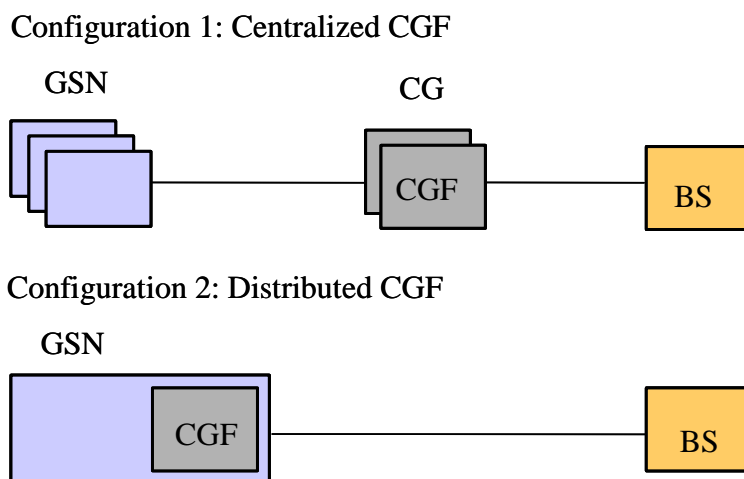 Configuration 1: Centralized CGF
GSN
CG
CGF
BS
Configuration 2: Distributed CGF
GSN
CGF
BS